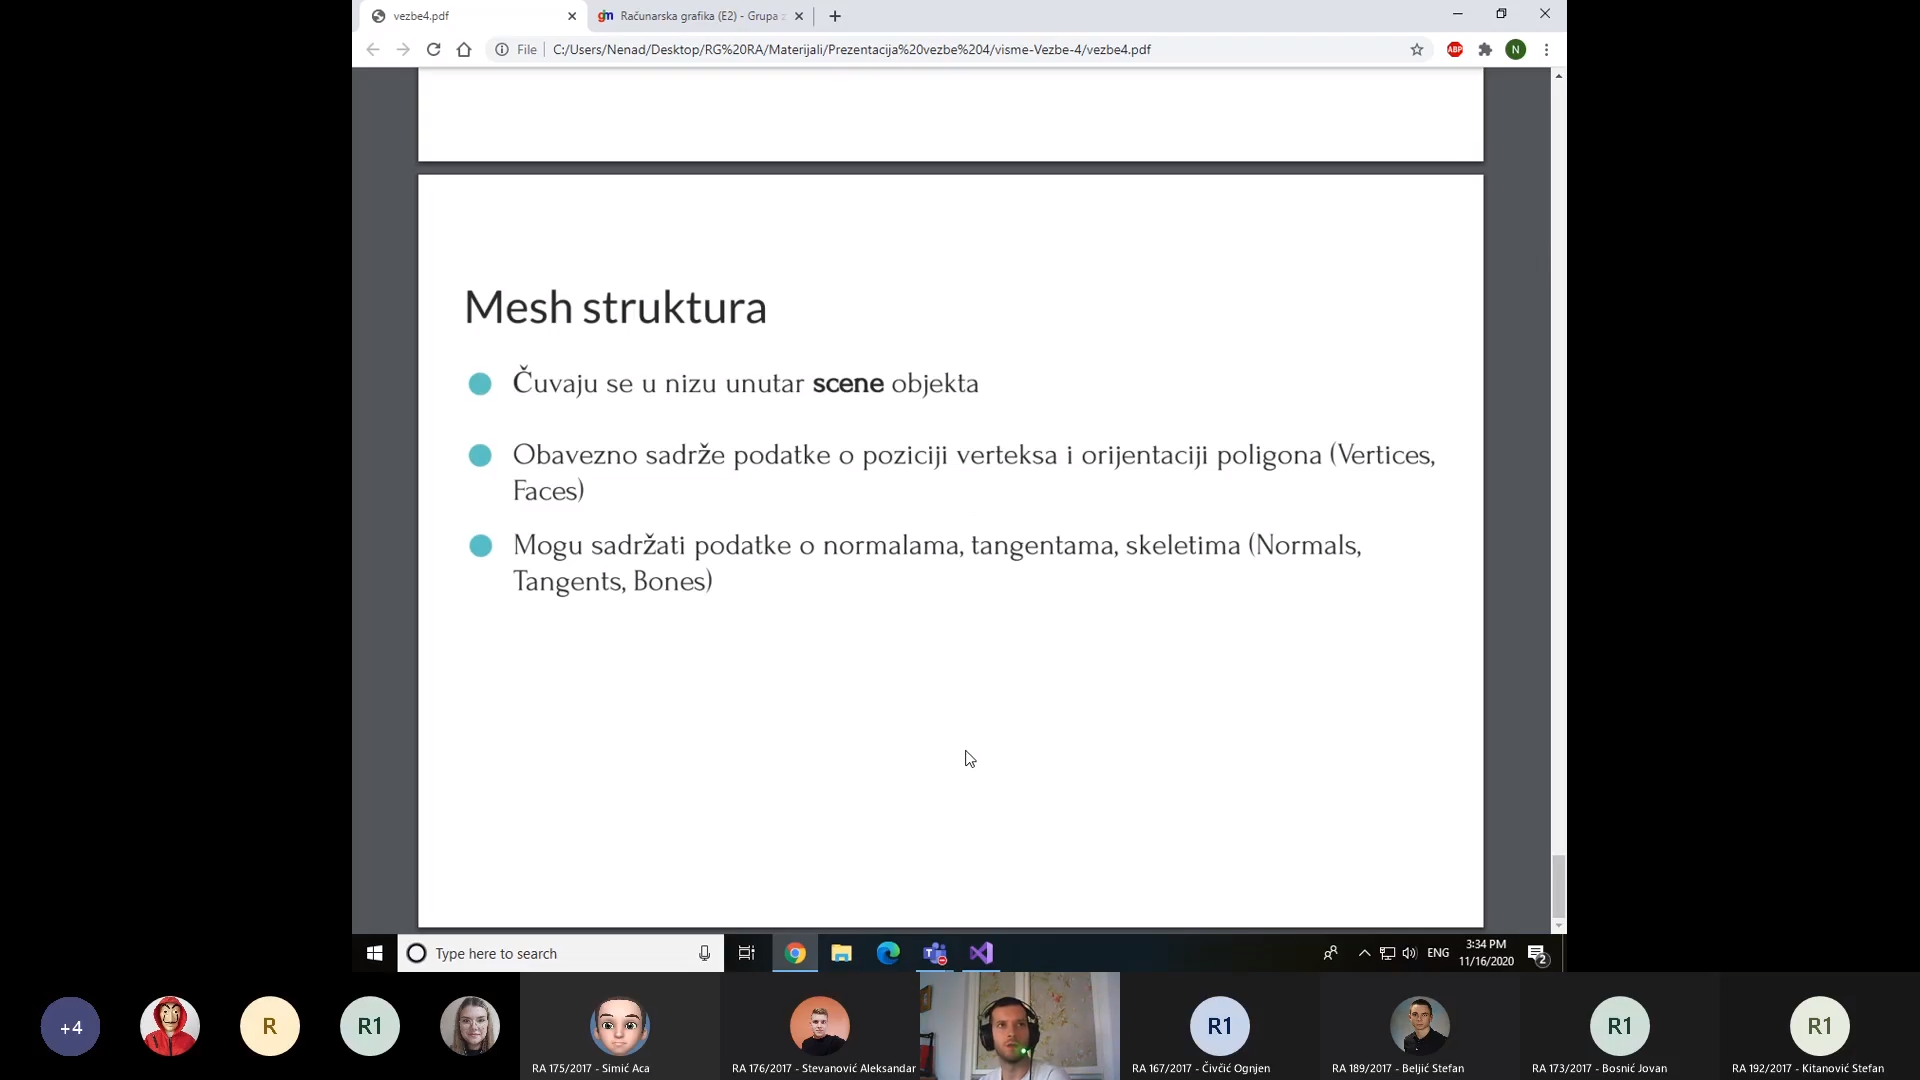 vezbe4.pdf
gm Računarska grafika (E2) - Grupa z
File C:/Users/Nenad/Desktop/RG%20RA/Materijali/Prezentacija%20vezbe%204/visme-Vezbe-4/vezbe4.pdf
ABP
N
Mesh struktura
Čuvaju se u nizu unutar scene objekta
Obavezno sadrže podatke o poziciji verteksa i orijentaciji poligona (Vertices,
Faces)
Mogu sadržati podatke o normalama, tangentama, skeletima (Normals,
Tangents, Bones)
Type here to search
ENG
3:34 PM
11/16/2020
2
+4
R
R1
R1
R1
R1
RA 175/2017 - Simić Aca
RA 176/2017 - Stevanović Aleksandar
RA 167/2017 - Čivčić Ognjen
RA 189/2017 - Beljić Stefan
RA 173/2017 - Bosnić Jovan
RA 192/2017 - Kitanović Stefan